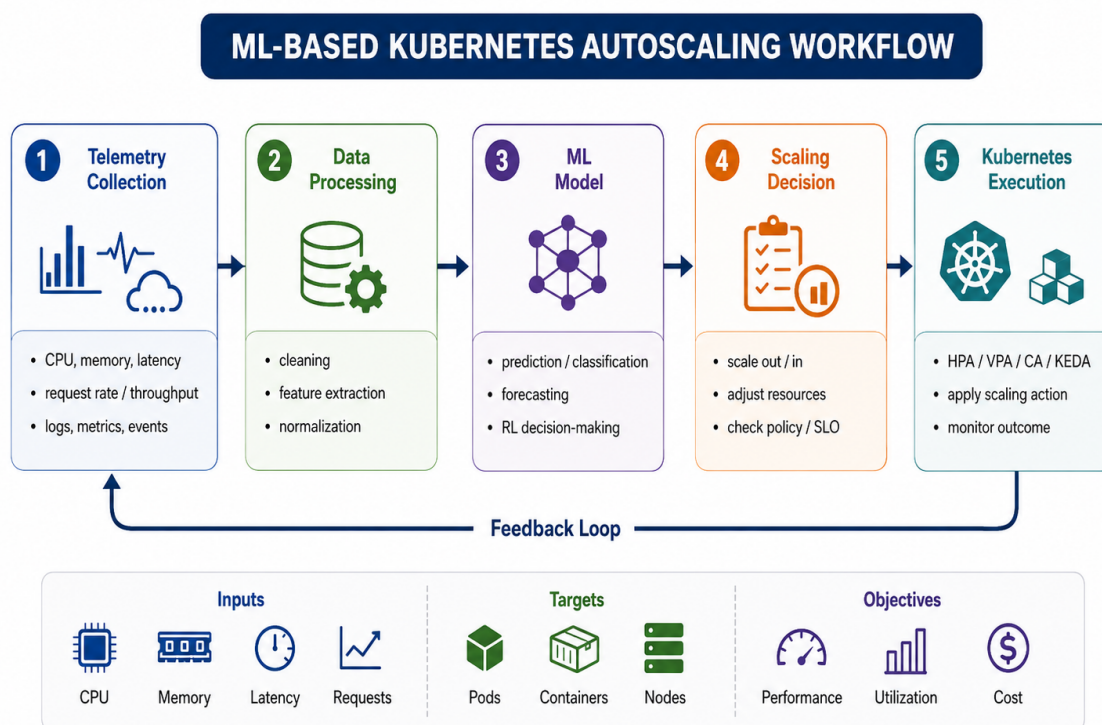 ML-BASED KUBERNETES AUTOSCALING WORKFLOW
1
Telemetry
Collection
• CPU, memory, latency
• request rate / throughput
• logs, metrics, events
2
Data
Processing
• cleaning
• feature extraction
• normalization
3
ML
Model
• prediction / classification
• forecasting
• RL decision-making
4
Scaling
Decision
• scale out / in
• adjust resources
• check policy / SLO
5
Kubernetes
Execution
• HPA / VPA / CA / KEDA
• apply scaling action
• monitor outcome
Feedback Loop
Inputs
CPU
Memory
Latency
Requests
Targets
Pods
Containers
Nodes
Objectives
Performance
Utilization
$
Cost